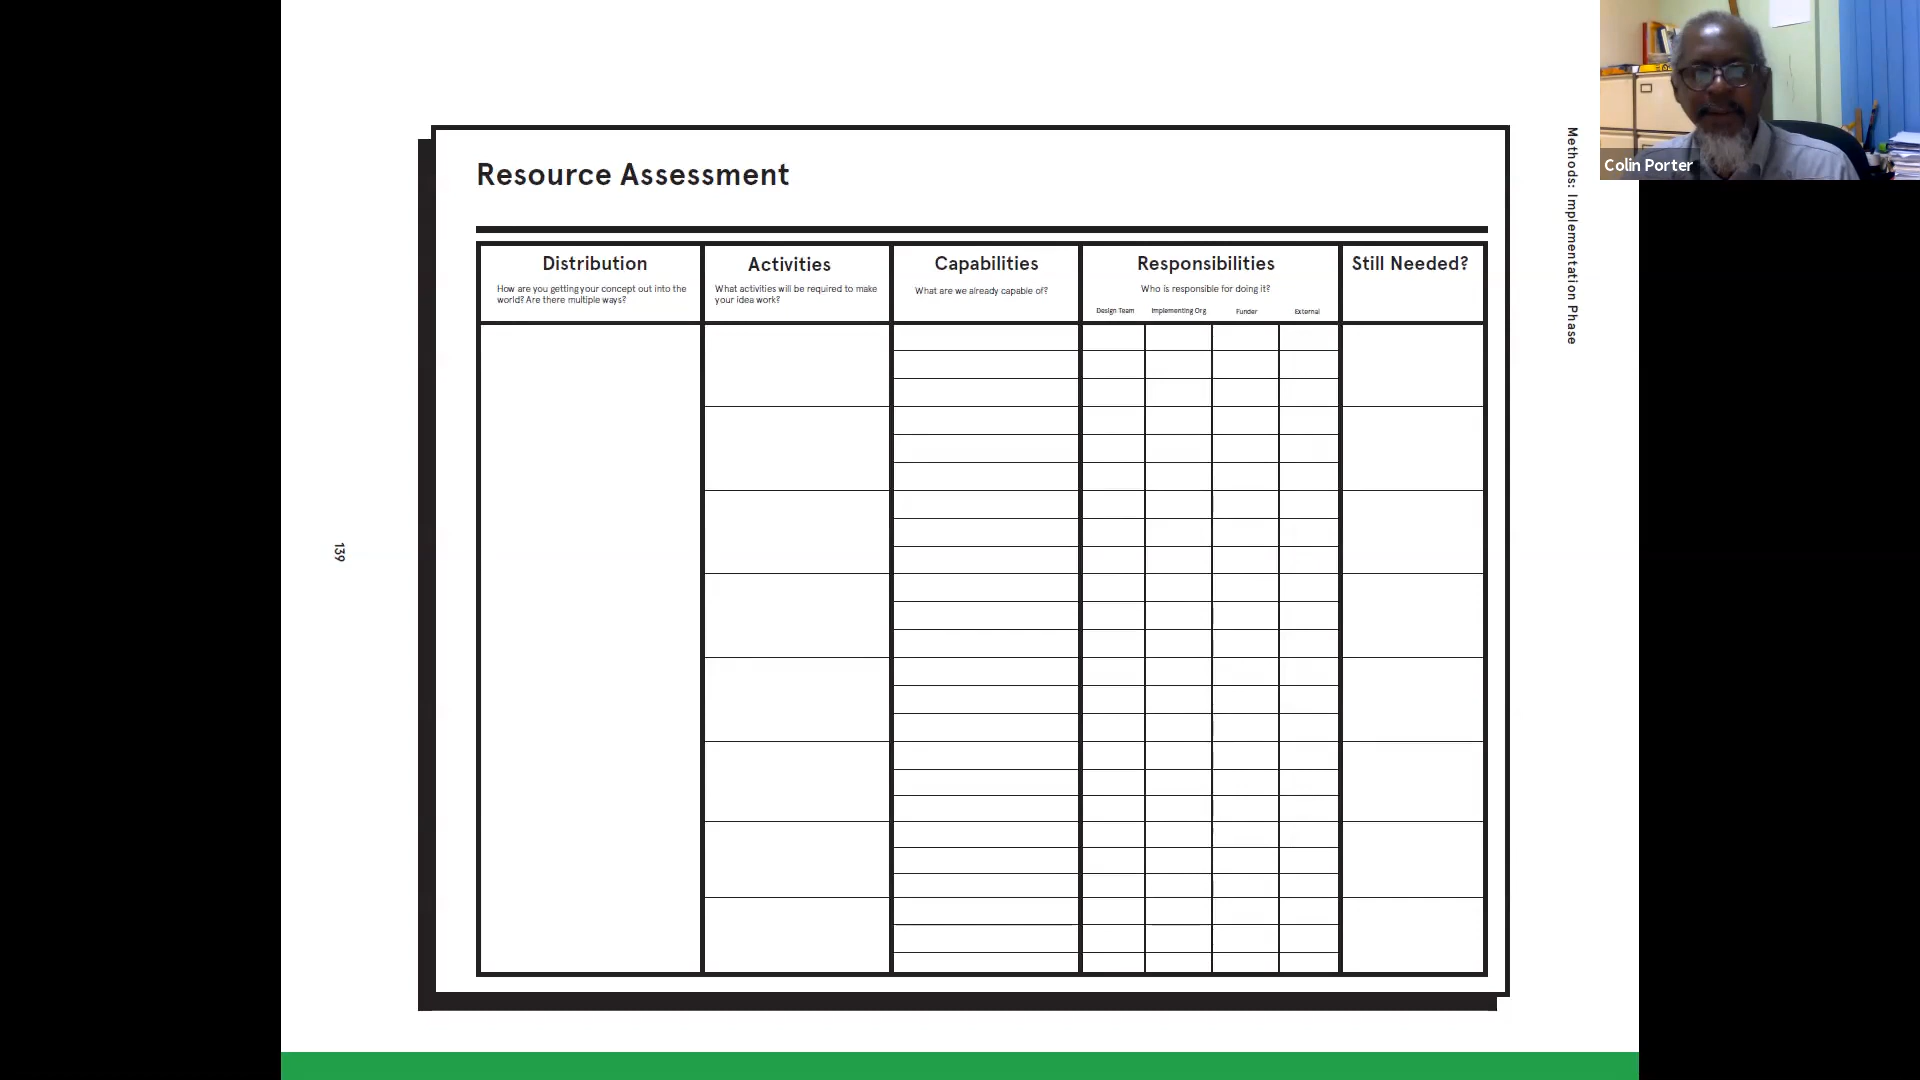 Resource Assessment
Distribution
How are you getting your concept out into the
world? Are there multiple ways?
Activities
What activities will be required to make
your idea work?
Capabilities
What are we already capable of?
Responsibilities
Who is responsible for doing it?
Design Team
Implementing Org
Funder
External
Still Needed?
Methods: Implementation Phase
139
Colin Porter